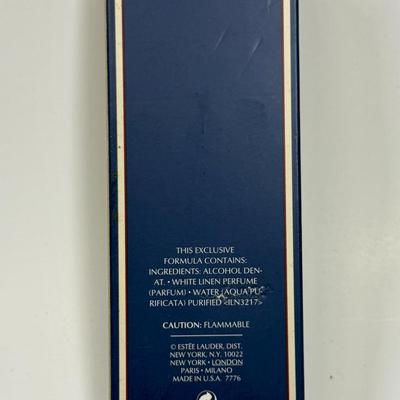 THIS EXCLUSIVE
FORMULA CONTAINS:
INGREDIENTS: ALCOHOL DEN-
AT. • WHITE LINEN PERFUME
(PARFUM) • WATER (AQUA PU-
RIFICATA) PURIFIED <ILN3217>
CAUTION: FLAMMABLE
© ESTĒE LAUDER, DIST.
NEW YORK, N.Y. 10022
NEW YORK • LONDON
PARIS • MILANO
MADE IN U.S.A. 7776